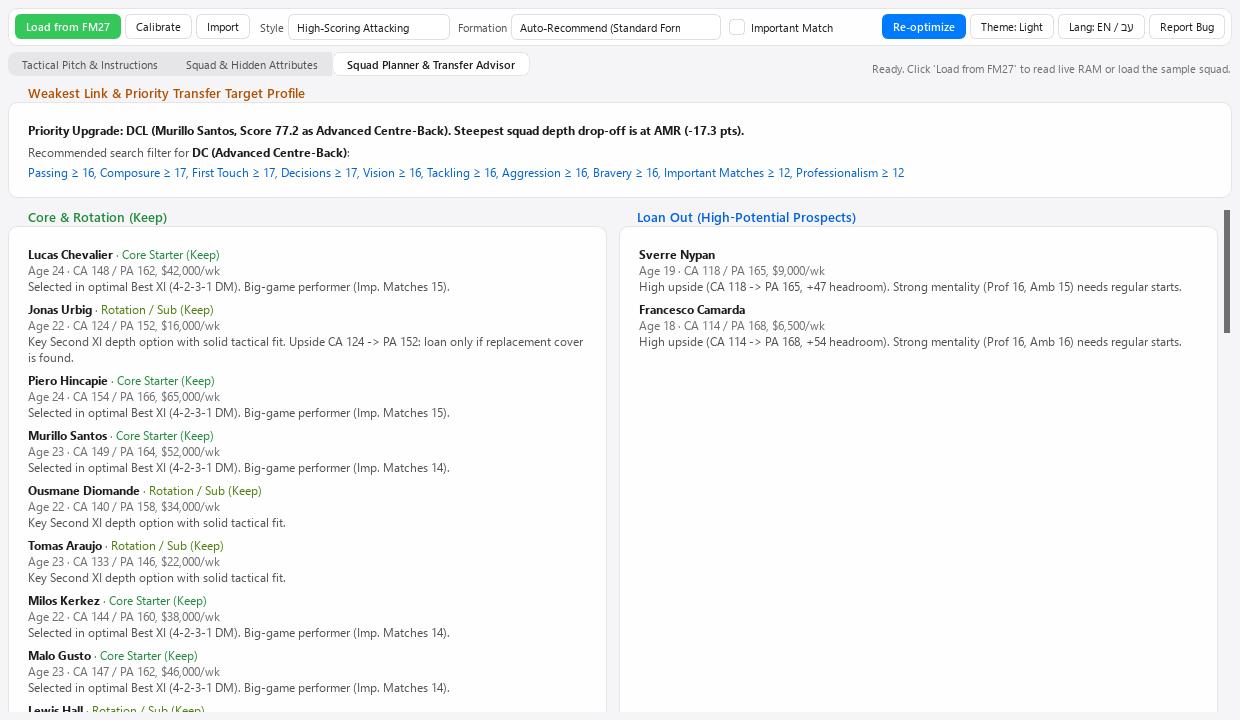 Load from FM27
Calibrate
Import
Style
High-Scoring Attacking
Formation
Auto-Recommend (Standard Forn
Important Match
Re-optimize
Theme: Light
Lang: EN / עב
Report Bug
Tactical Pitch & Instructions
Squad & Hidden Attributes
Squad Planner & Transfer Advisor
Ready. Click 'Load from FM27' to read live RAM or load the sample squad.
Weakest Link & Priority Transfer Target Profile
Priority Upgrade: DCL (Murillo Santos, Score 77.2 as Advanced Centre-Back). Steepest squad depth drop-off is at AMR (-17.3 pts).
Recommended search filter for DC (Advanced Centre-Back):
Passing ≥ 16, Composure ≥ 17, First Touch ≥ 17, Decisions ≥ 17, Vision ≥ 16, Tackling ≥ 16, Aggression ≥ 16, Bravery ≥ 16, Important Matches ≥ 12, Professionalism ≥ 12
Core & Rotation (Keep)
Lucas Chevalier · Core Starter (Keep)
Age 24 · CA 148 / PA 162, $42,000/wk
Selected in optimal Best XI (4-2-3-1 DM). Big-game performer (Imp. Matches 15).
Jonas Urbig · Rotation / Sub (Keep)
Age 22 · CA 124 / PA 152, $16,000/wk
Key Second XI depth option with solid tactical fit. Upside CA 124 -> PA 152: loan only if replacement cover
is found.
Piero Hincapie · Core Starter (Keep)
Age 24 · CA 154 / PA 166, $65,000/wk
Selected in optimal Best XI (4-2-3-1 DM). Big-game performer (Imp. Matches 15).
Murillo Santos · Core Starter (Keep)
Age 23 · CA 149 / PA 164, $52,000/wk
Selected in optimal Best XI (4-2-3-1 DM). Big-game performer (Imp. Matches 14).
Ousmane Diomande · Rotation / Sub (Keep)
Age 22 · CA 140 / PA 158, $34,000/wk
Key Second XI depth option with solid tactical fit.
Tomas Araujo · Rotation / Sub (Keep)
Age 23 · CA 133 / PA 146, $22,000/wk
Key Second XI depth option with solid tactical fit.
Milos Kerkez · Core Starter (Keep)
Age 22 · CA 144 / PA 160, $38,000/wk
Selected in optimal Best XI (4-2-3-1 DM). Big-game performer (Imp. Matches 14).
Malo Gusto · Core Starter (Keep)
Age 23 · CA 147 / PA 162, $46,000/wk
Selected in optimal Best XI (4-2-3-1 DM). Big-game performer (Imp. Matches 14).
Lewis Hall · Rotation / Sub (Keep)
Loan Out (High-Potential Prospects)
Sverre Nypan
Age 19 · CA 118 / PA 165, $9,000/wk
High upside (CA 118 -> PA 165, +47 headroom). Strong mentality (Prof 16, Amb 15) needs regular starts.
Francesco Camarda
Age 18 · CA 114 / PA 168, $6,500/wk
High upside (CA 114 -> PA 168, +54 headroom). Strong mentality (Prof 16, Amb 16) needs regular starts.